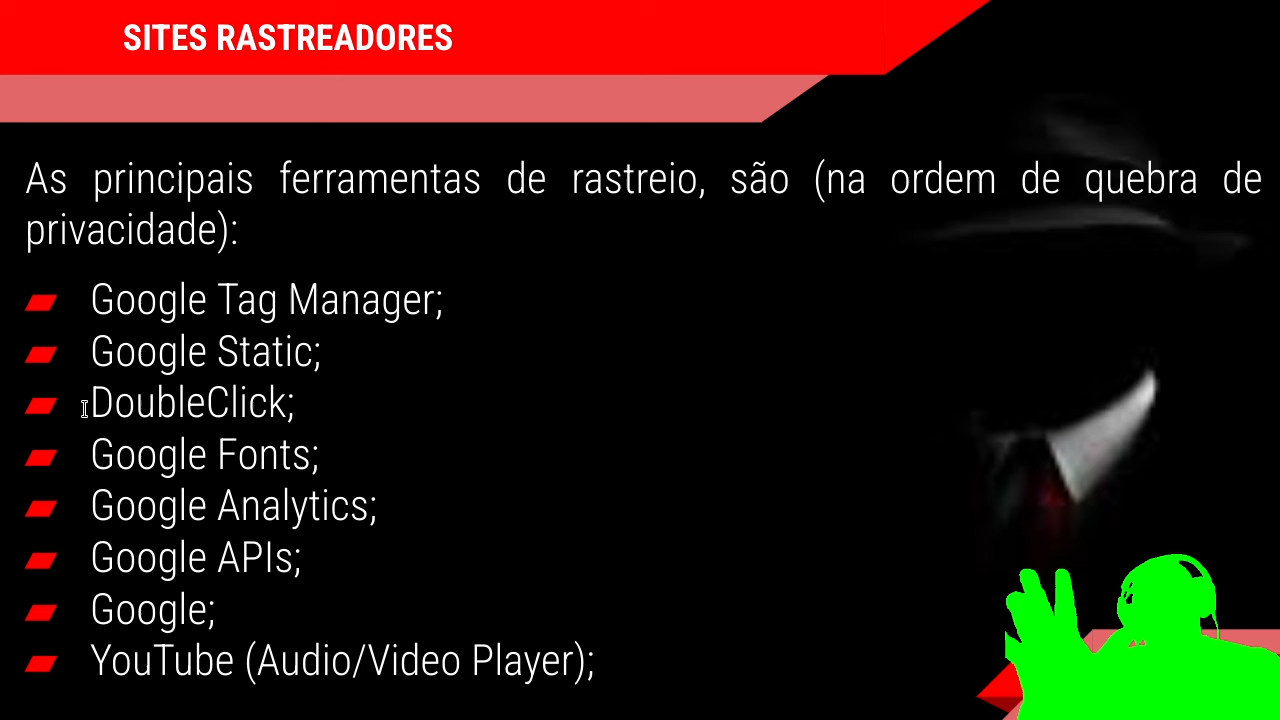 SITES RASTREADORES
As principais ferramentas de rastreio, são (na ordem de quebra de
privacidade):
Google Tag Manager;
Google Static;
DoubleClick;
Google Fonts;
Google Analytics;
Google APIs;
Google;
YouTube (Audio/Video Player);